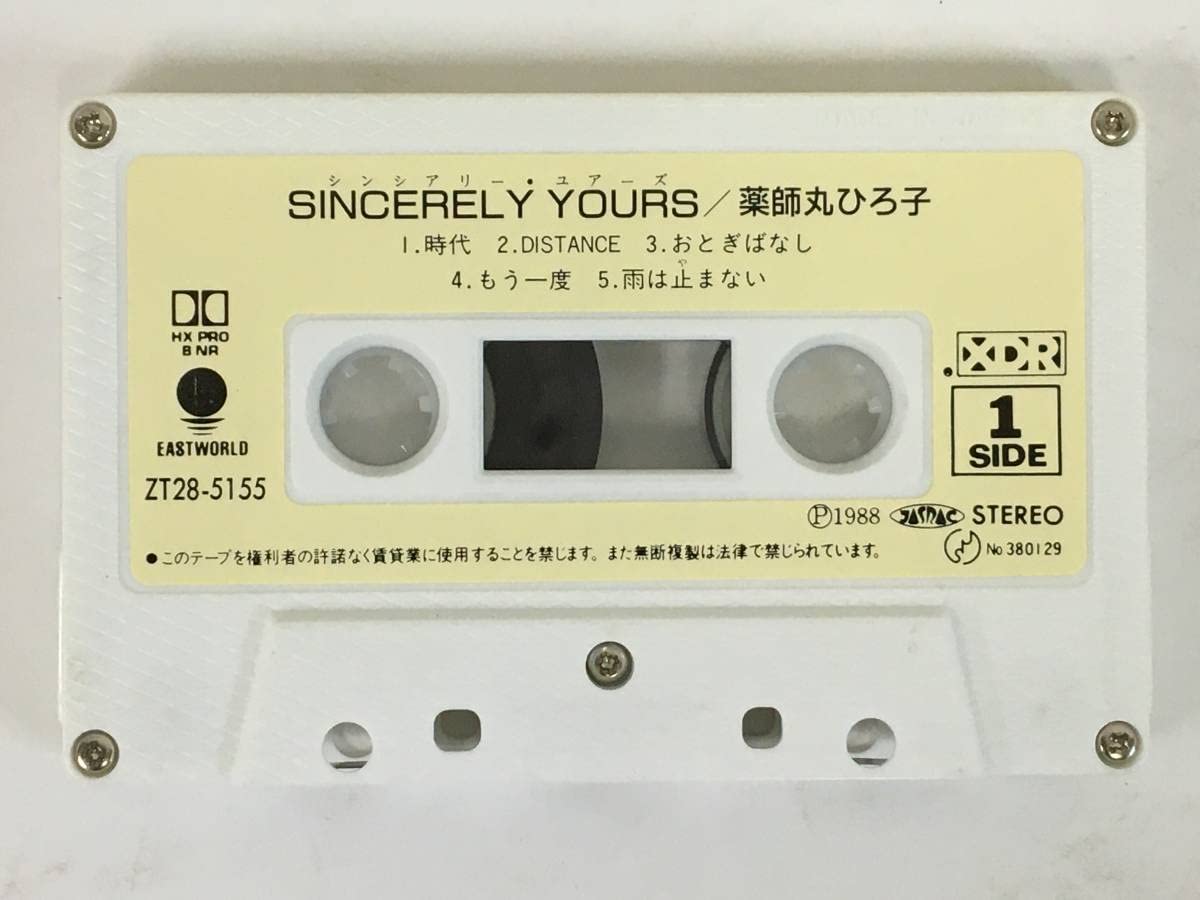 シンシアリー・ユアーズ
SINCERELY YOURS/薬師丸ひろ子
1.時代 2.DISTANCE 3.おとぎばなし
や
4.もう一度 5.雨は止まない
HX PRO
B NR
EASTWORLD
ZT28-5155
XDR
1
SIDE
Ⓟ1988 JASRAC STEREO
No 380129
●このテープを権利者の許諾なく賃貸業に使用することを禁じます。また無断複製は法律で禁じられています。